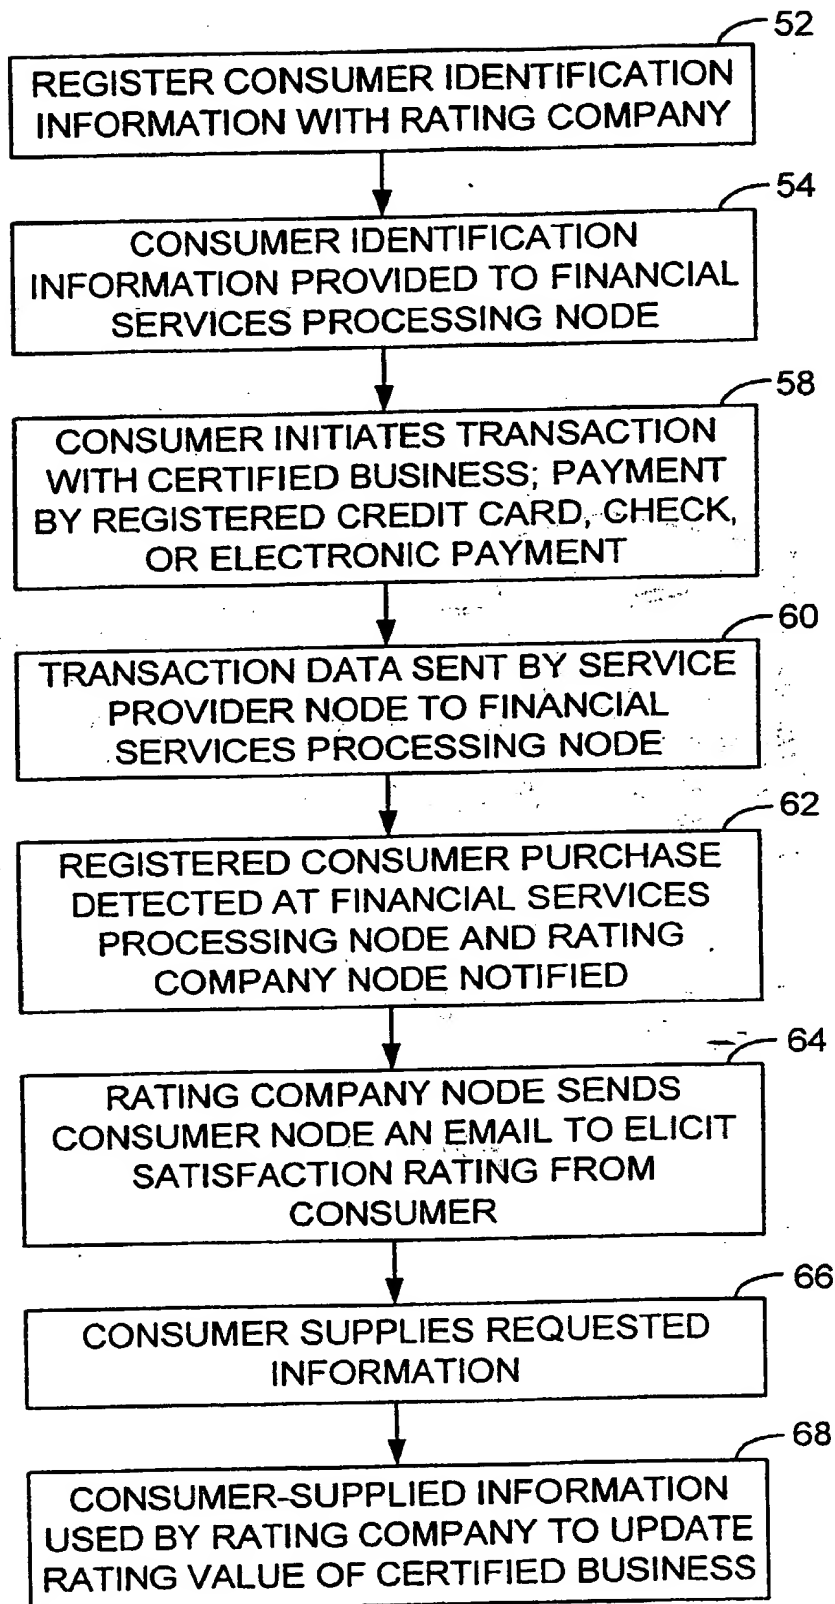 52
REGISTER CONSUMER IDENTIFICATION
INFORMATION WITH RATING COMPANY
54
CONSUMER IDENTIFICATION
INFORMATION PROVIDED TO FINANCIAL
SERVICES PROCESSING NODE
58
CONSUMER INITIATES TRANSACTION
WITH CERTIFIED BUSINESS; PAYMENT
BY REGISTERED CREDIT CARD, CHECK,
OR ELECTRONIC PAYMENT
60
TRANSACTION DATA SENT BY SERVICE
PROVIDER NODE TO FINANCIAL
SERVICES PROCESSING NODE
62
REGISTERED CONSUMER PURCHASE
DETECTED AT FINANCIAL SERVICES
PROCESSING NODE AND RATING
COMPANY NODE NOTIFIED
64
RATING COMPANY NODE SENDS
CONSUMER NODE AN EMAIL TO ELICIT
SATISFACTION RATING FROM
CONSUMER
66
CONSUMER SUPPLIES REQUESTED
INFORMATION
68
CONSUMER-SUPPLIED INFORMATION
USED BY RATING COMPANY TO UPDATE
RATING VALUE OF CERTIFIED BUSINESS